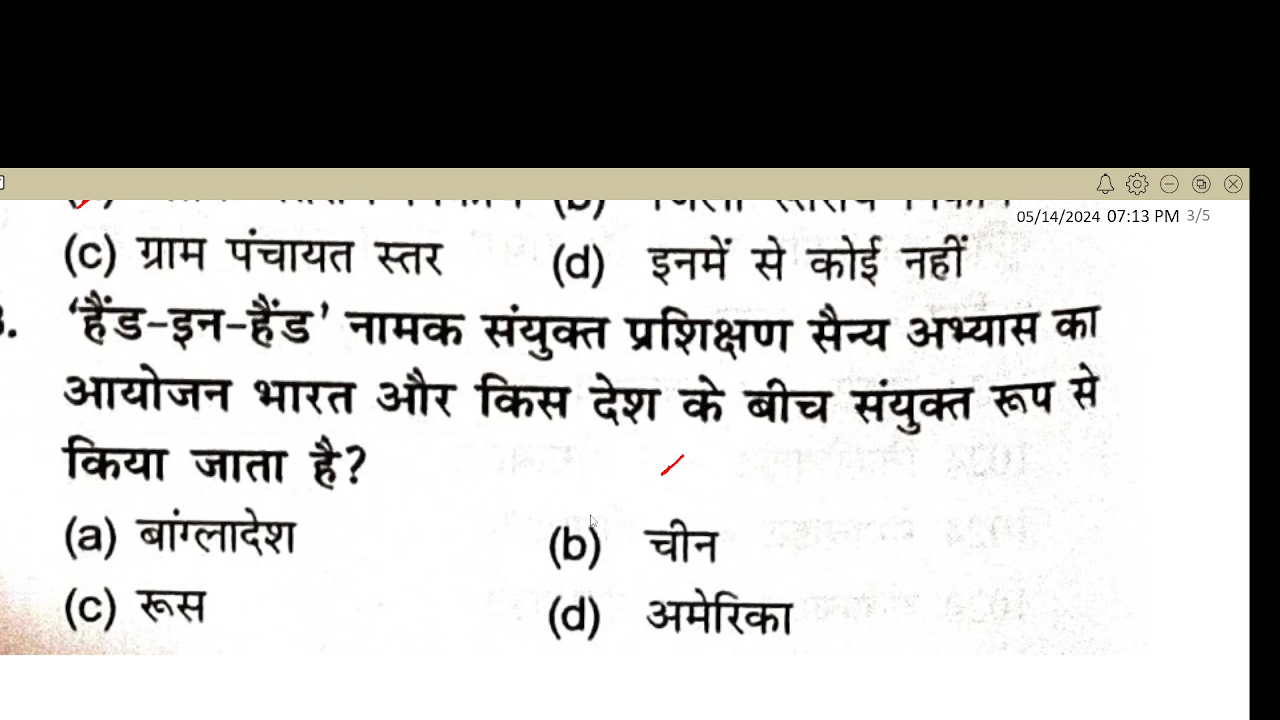 05/14/2024 07:13 PM 3/5
(c) ग्राम पंचायत स्तर (d) इनमें से कोई नहीं
'हैंड-इन-हैंड' नामक संयुक्त प्रशिक्षण सैन्य अभ्यास का
आयोजन भारत और किस देश के बीच संयुक्त रूप से
किया जाता है?
(a) बांग्लादेश (b) चीन
(c) रूस (d) अमेरिका